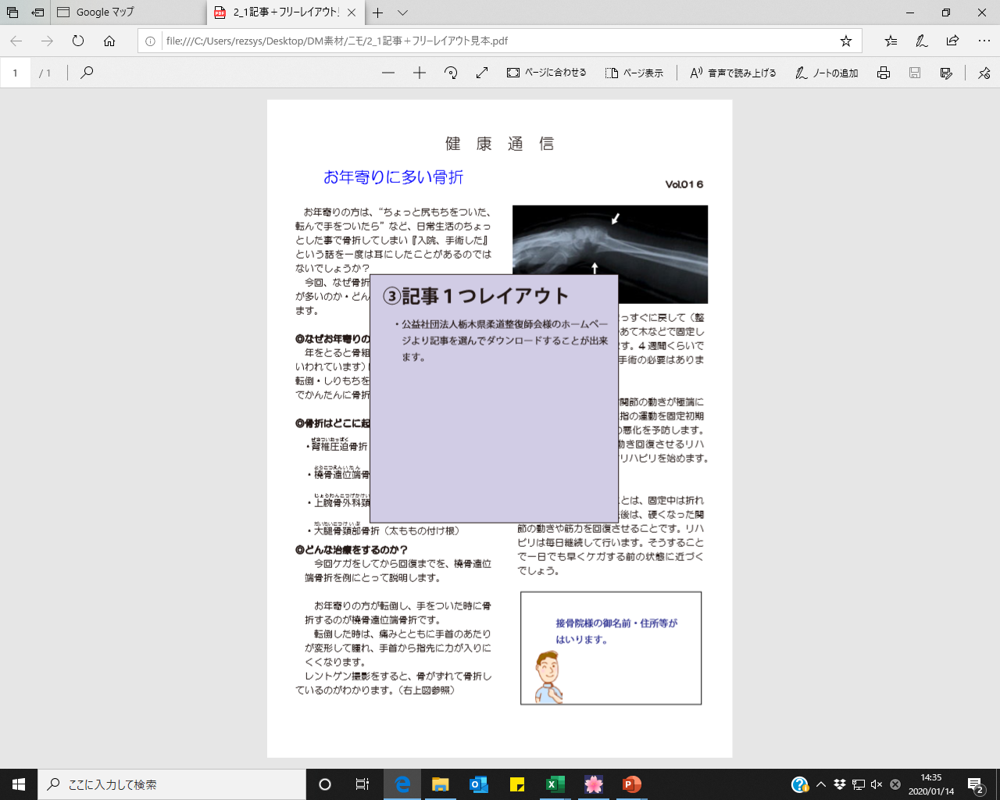 Google マップ
2_1記事＋フリーレイアウト!
file:///C:/Users/rezsys/Desktop/DM素材/ニモ/2_1記事＋フリーレイアウト見本.pdf
1 / 1
ページに合わせる
ページ表示
音声で読み上げる
ノートの追加
健 康 通 信
お年寄りに多い骨折
Vol.016
お年寄りの方は、“ちょっと尻もちをついた、
転んで手をついたら”など、日常生活のちょっ
とした事で骨折してしまい『入院、手術した』
という話を一度は耳にしたことがあるのでは
ないでしょうか？
今回、なぜ骨折
が多いのか・どん
ます。
◎なぜお年寄りの
年をとると骨組
いわれています）
転倒・しりもちを
でかんたんに骨折
◎骨折はどこに起
・脊椎圧迫骨折
・橈骨遠位端骨
・上腕骨外科頚
・大腿骨頚部骨折（太ももの付け根）
◎どんな治療をするのか？
今回ケガをしてから回復までを、橈骨遠位
端骨折を例にとって説明します。
お年寄りの方が転倒し、手をついた時に骨
折するのが橈骨遠位端骨折です。
転倒した時は、痛みとともに手首のあたり
が変形して腫れ、手首から指先に力が入りに
くくなります。
レントゲン撮影をすると、骨がずれて骨折し
ているのがわかります。（右上図参照）
③記事１つレイアウト
・公益社団法人栃木県柔道整復師会様のホームペー
ジより記事を選んでダウンロードすることが出来
ます。
っすぐに戻して（整
あて木などで固定し
す。４週間くらいで
手術の必要はありま
関節の動きが極端に
指の運動を固定初期
の悪化を予防します。
動き回復させるリハ
リハビリを始めます。
とは、固定中は折れ
後は、硬くなった関
節の動きや筋力を回復させることです。リハ
ビリは毎日継続して行います。そうすること
で一日でも早くケガする前の状態に近づく
でしょう。
接骨院様の御名前・住所等が
はいります。
ここに入力して検索
14:35
2020/01/14
2